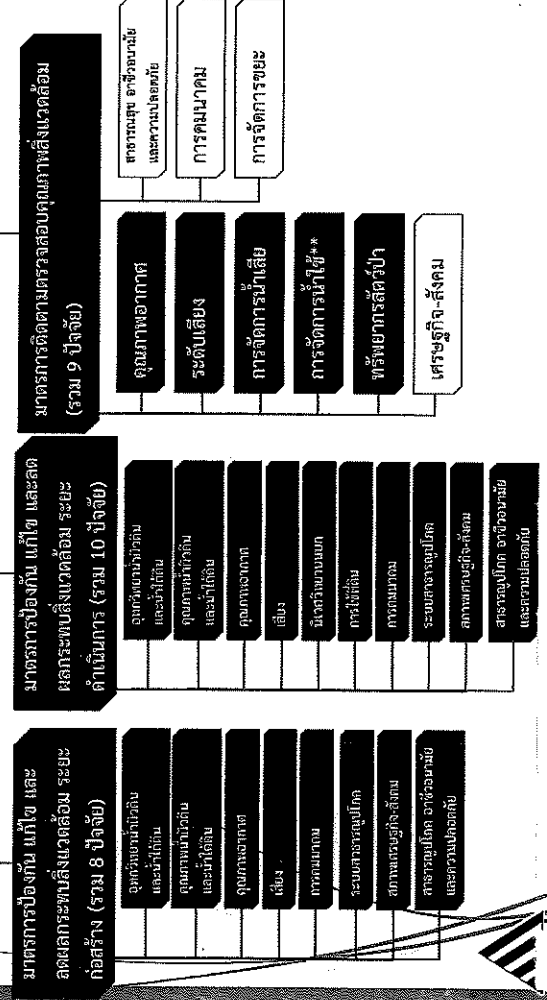 มาตรการป้องกัน แก้ไข และ
ลดผลกระทบสิ่งแวดล้อม ระยะ
ก่อสร้าง (รวม 8 ปัจจัย)
อุทกวิทยาน้ำผิวดิน
และน้ำใต้ดิน
คุณภาพน้ำผิวดิน
และน้ำใต้ดิน
คุณภาพอากาศ
เสียง
การคมนาคม
ระบบสาธารณูปโภค
สภาพเศรษฐกิจ-สังคม
สาธารณูปโภค อาชีวอนามัย
และความปลอดภัย
มาตรการป้องกัน แก้ไข และลด
ผลกระทบสิ่งแวดล้อม ระยะ
ดำเนินการ (รวม 10 ปัจจัย)
อุทกวิทยาน้ำผิวดิน
และน้ำใต้ดิน
คุณภาพน้ำผิวดิน
และน้ำใต้ดิน
คุณภาพอากาศ
เสียง
นิเวศวิทยาบนบก
การใช้ที่ดิน
การคมนาคม
ระบบสาธารณูปโภค
สภาพเศรษฐกิจ-สังคม
สาธารณูปโภค อาชีวอนามัย
และความปลอดภัย
มาตรการติดตามตรวจสอบคุณภาพสิ่งแวดล้อม
(รวม 9 ปัจจัย)
คุณภาพอากาศ
ระดับเสียง
การจัดการน้ำเสีย
การจัดการน้ำใช้**
ทรัพยากรสัตว์ป่า
เศรษฐกิจ-สังคม
สาธารณสุข อาชีวอนามัย
และความปลอดภัย
การคมนาคม
การจัดการขยะ